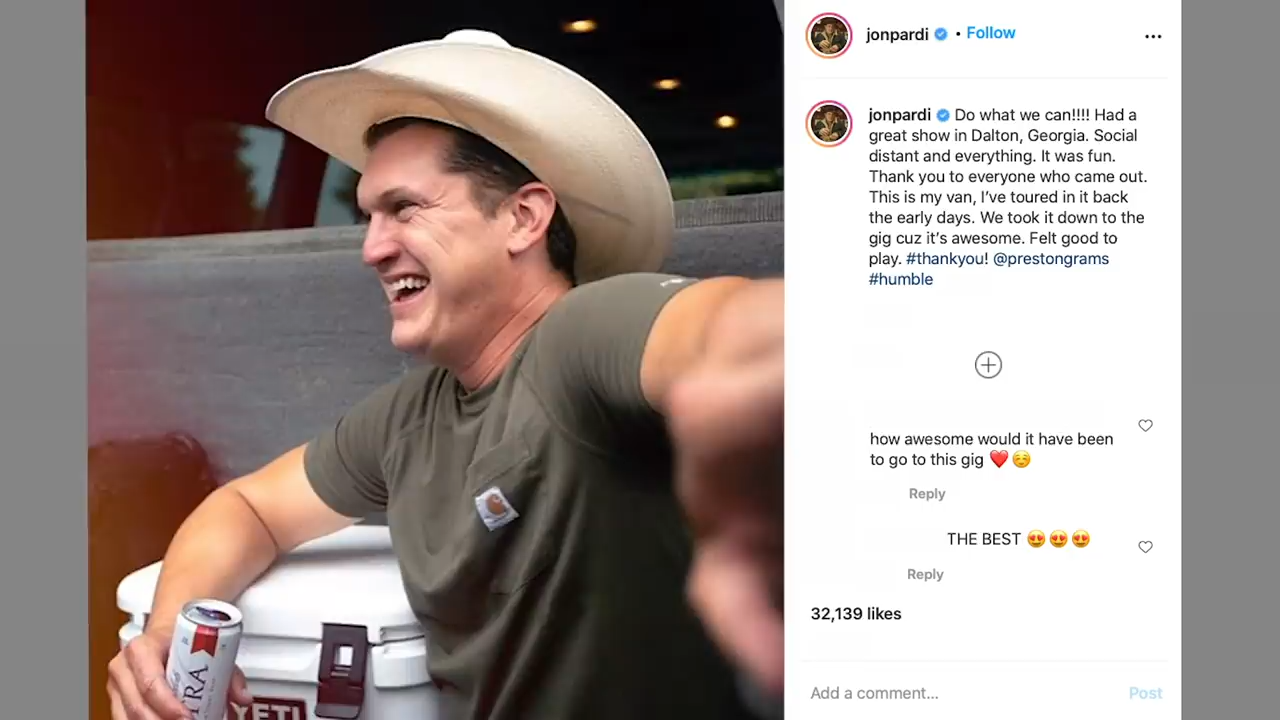 jonpardi • Follow
jonpardi Do what we can!!!! Had a
great show in Dalton, Georgia. Social
distant and everything. It was fun.
Thank you to everyone who came out.
This is my van, I’ve toured in it back
the early days. We took it down to the
gig cuz it’s awesome. Felt good to
play. #thankyou! @prestongrams
#humble
how awesome would it have been
to go to this gig ❤️☺️
Reply
THE BEST 😍😍😍
Reply
32,139 likes
Add a comment...
Post
TRA
YETI